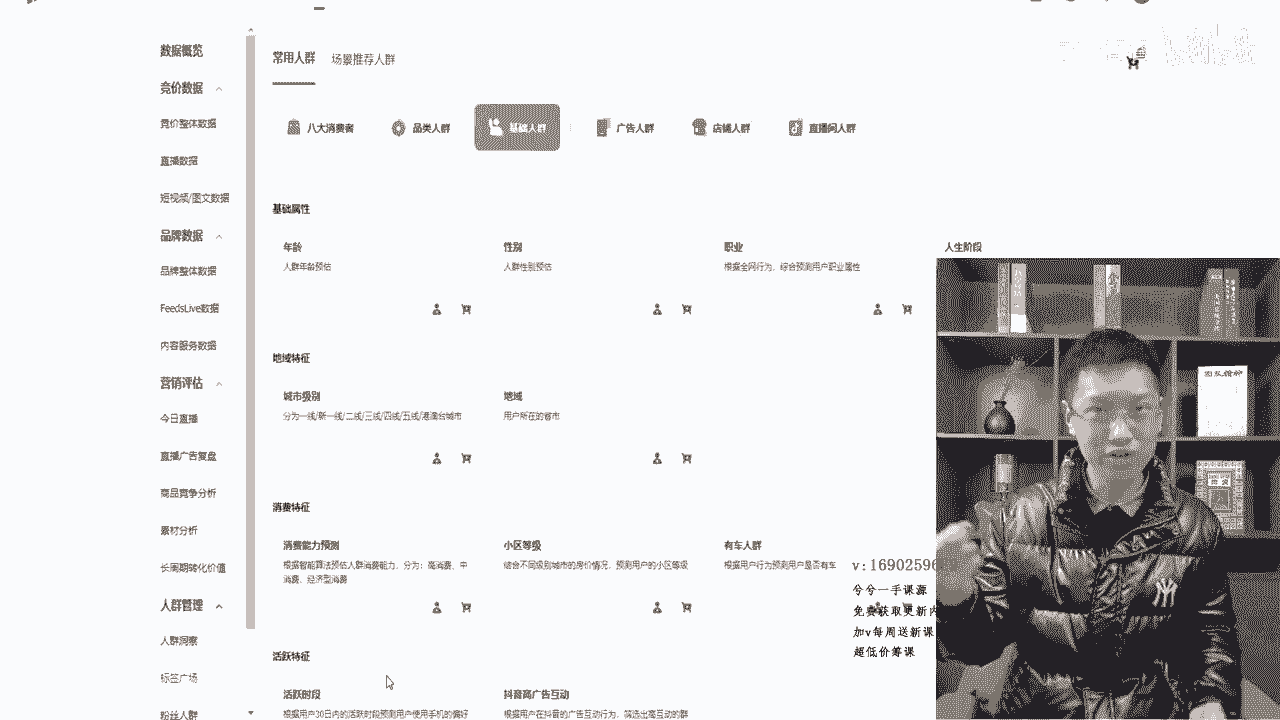 数据概览
竞价数据
竞价整体数据
直播数据
短视频/图文数据
品牌数据
品牌整体数据
FeedsLive数据
内容服务数据
营销评估
今日直播
直播广告复盘
商品竞争分析
素材分析
长周期转化价值
人群管理
人群洞察
标签广场
粉丝人群
常用人群 场景推荐人群
八大消费者 品类人群 基础人群 广告人群 店铺人群 直播间人群
基础属性
年龄 性别 职业 人生阶段
人群年龄预估 人群性别预估 根据全网行为，综合预测用户职业属性
地域特征
城市级别 地域
分为一线/新一线/二线/三线/四线/五线/港澳台城市 用户所在的省市
消费特征
消费能力预测 小区等级 有车人群
根据智能算法预估人群消费能力，分为：高消费、中消费、经济型消费 结合不同级别城市的房价情况，预测用户的小区等级 根据用户行为预测用户是否有车
活跃特征
活跃时段 抖音高广告互动
根据用户30日内的活跃时段预测用户使用手机的偏好 根据用户在抖音的广告互动行为，筛选出高互动的群
v:16902596
兮兮一手课源
免费获取更新内
加v每周送新课
超低价筹课
团队精神
NY